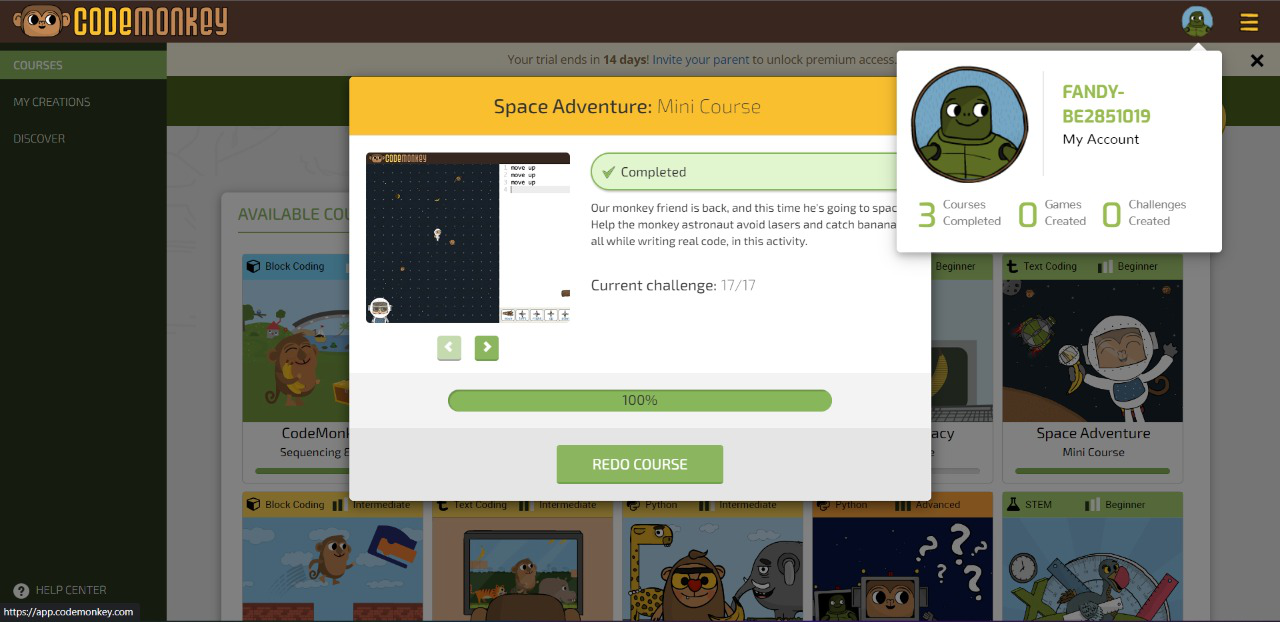 CODEMONKEY
COURSES
MY CREATIONS
DISCOVER
HELP CENTER
https://app.codemonkey.com
Your trial ends in 14 days! Invite your parent to unlock premium access.
FANDY-
BE2851019
My Account
3 Courses Completed
0 Games Created
0 Challenges Created
Space Adventure: Mini Course
CODEMONKEY
1 move up
2 move up
3 move up
4
Completed
Our monkey friend is back, and this time he's going to spac
Help the monkey astronaut avoid lasers and catch banana
all while writing real code, in this activity.
Current challenge: 17/17
100%
REDO COURSE
AVAILABLE COU
Block Coding
Beginner
Text Coding Beginner
CodeMonk
Sequencing &
acy
e
Space Adventure
Mini Course
Block Coding Intermediate
Text Coding Intermediate
Python Intermediate
Python Advanced
STEM Beginner
? ? ? ?